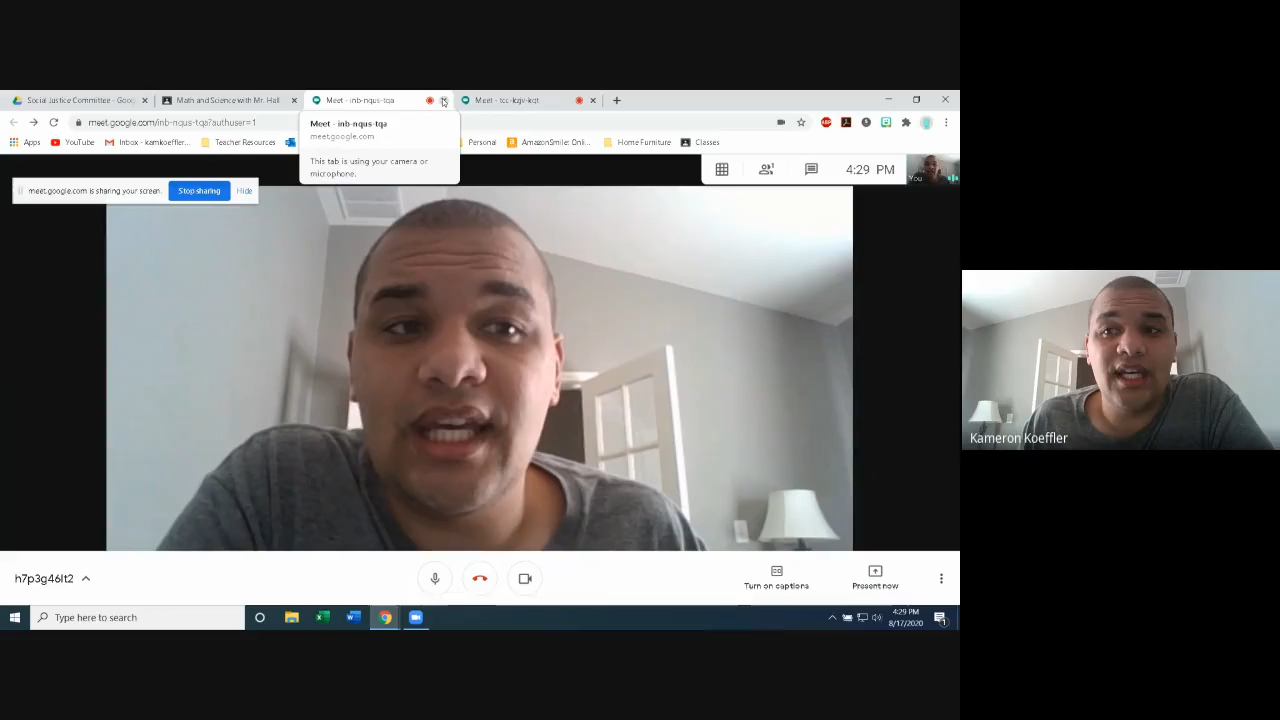 Social Justice Committee - Goog
Math and Science with Mr. Hall
Meet - inb-nqus-tqa
Meet - tcc-kzjv-kqt
meet.google.com/inb-nqus-tqa?authuser=1
Apps
YouTube
Inbox - kamkoeffler...
Teacher Resources
Personal
AmazonSmile: Onli...
Home Furniture
Classes
Meet - inb-nqus-tqa
meet.google.com
This tab is using your camera or
microphone.
4:29 PM
You
meet.google.com is sharing your screen.
Stop sharing
Hide
Kameron Koeffler
h7p3g46lt2
Turn on captions
Present now
Type here to search
4:29 PM
8/17/2020
1